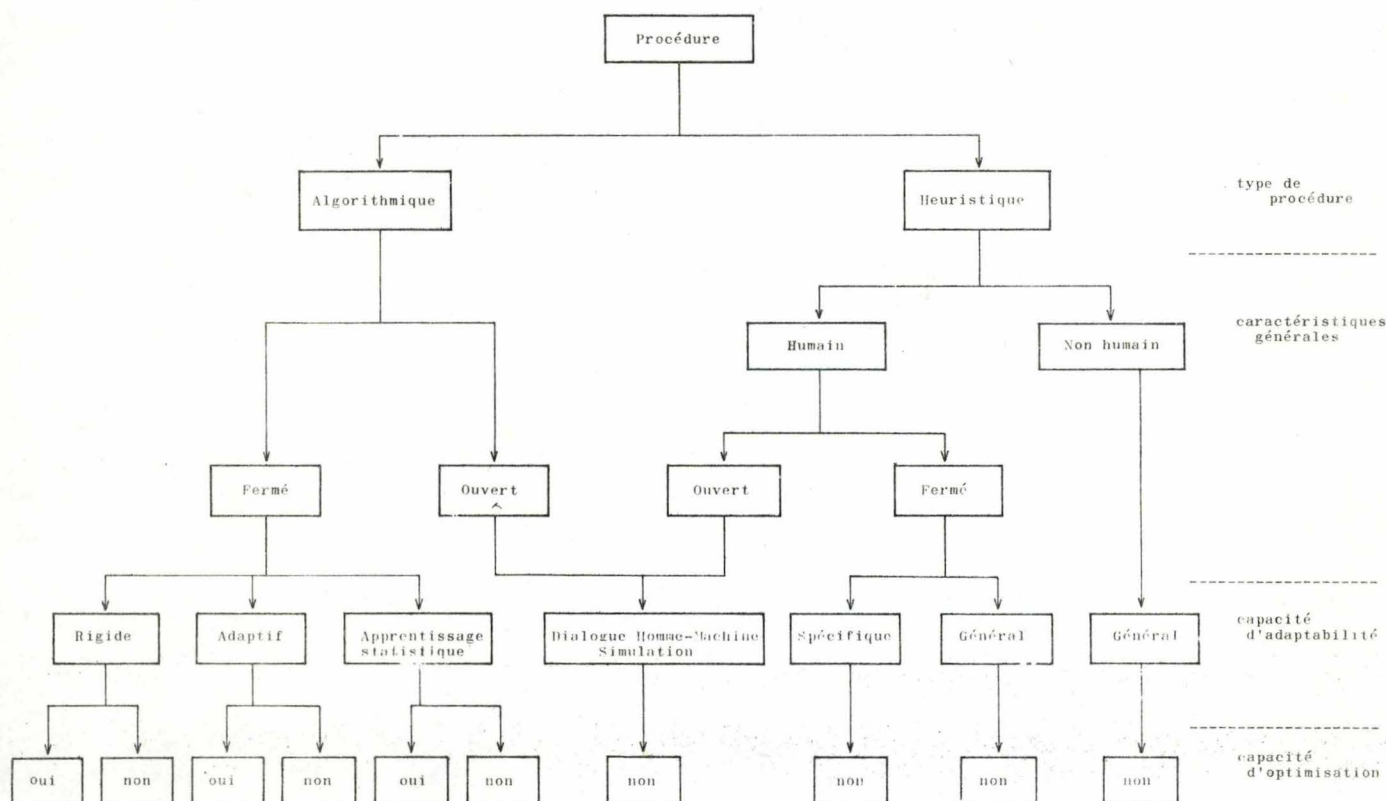 Procédure
Algorithmique
Heuristique
type de
procédure
Humain
Non humain
caractéristiques
générales
Fermé
Ouvert
Ouvert
Fermé
Rigide
Adaptif
Apprentissage
statistique
Dialogue Homme-Machine
Simulation
Spécifique
Général
Général
capacité
d'adaptabilité
oui
non
oui
non
oui
non
non
non
non
non
capacité
d'optimisation